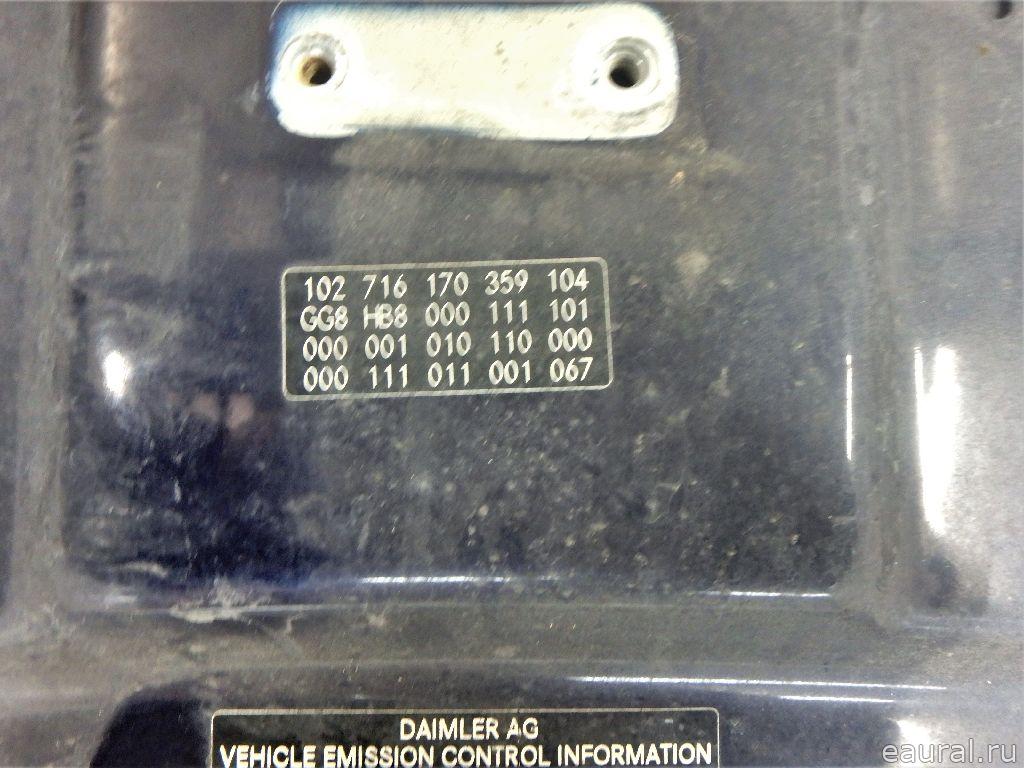 102 716 170 359 104
GG8 HB8 000 111 101
000 001 010 110 000
000 111 011 001 067
DAIMLER AG
VEHICLE EMISSION CONTROL INFORMATION
eaural.ru